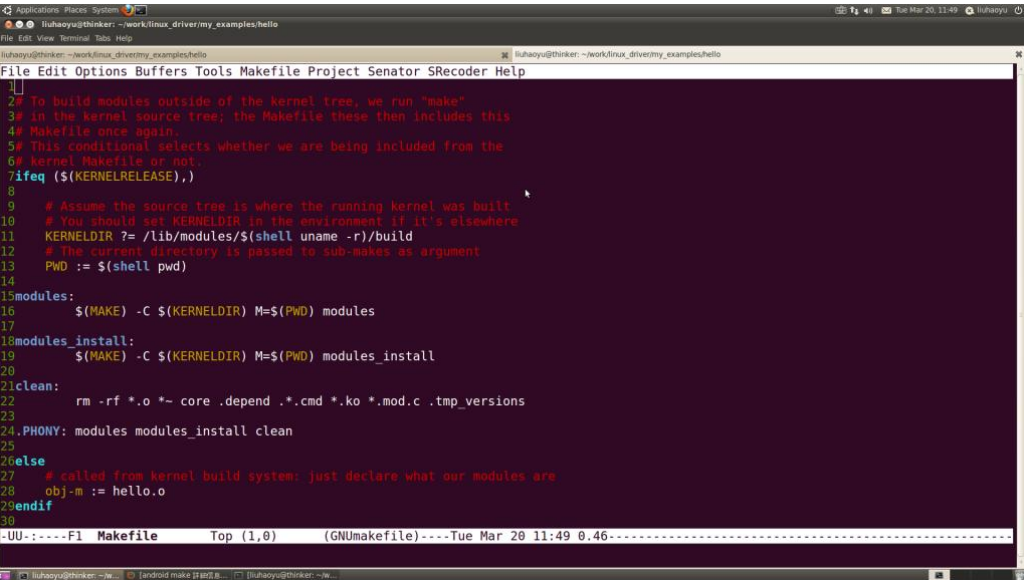 Applications Places System
Tue Mar 20, 11:49 liuhaoyu
liuhaoyu@thinker: ~/work/linux_driver/my_examples/hello
File Edit View Terminal Tabs Help
liuhaoyu@thinker: ~/work/linux_driver/my_examples/hello
liuhaoyu@thinker: ~/work/linux_driver/my_examples/hello
File Edit Options Buffers Tools Makefile Project Senator SRecoder Help
1
2# To build modules outside of the kernel tree, we run "make"
3# in the kernel source tree; the Makefile these then includes this
4# Makefile once again.
5# This conditional selects whether we are being included from the
6# kernel Makefile or not.
7ifeq ($(KERNELRELEASE),)
8
9    # Assume the source tree is where the running kernel was built
10    # You should set KERNELDIR in the environment if it's elsewhere
11    KERNELDIR ?= /lib/modules/$(shell uname -r)/build
12    # The current directory is passed to sub-makes as argument
13    PWD := $(shell pwd)
14
15modules:
16        $(MAKE) -C $(KERNELDIR) M=$(PWD) modules
17
18modules_install:
19        $(MAKE) -C $(KERNELDIR) M=$(PWD) modules_install
20
21clean:
22        rm -rf *.o *~ core .depend .*.cmd *.ko *.mod.c .tmp_versions
23
24.PHONY: modules modules_install clean
25
26else
27    # called from kernel build system: just declare what our modules are
28    obj-m := hello.o
29endif
30
-UU-:----F1  Makefile       Top (1,0)      (GNUmakefile)----Tue Mar 20 11:49 0.46------------------------------------------------------
liuhaoyu@thinker: ~/w...
[android make 詳細信息...
[liuhaoyu@thinker: ~/w...